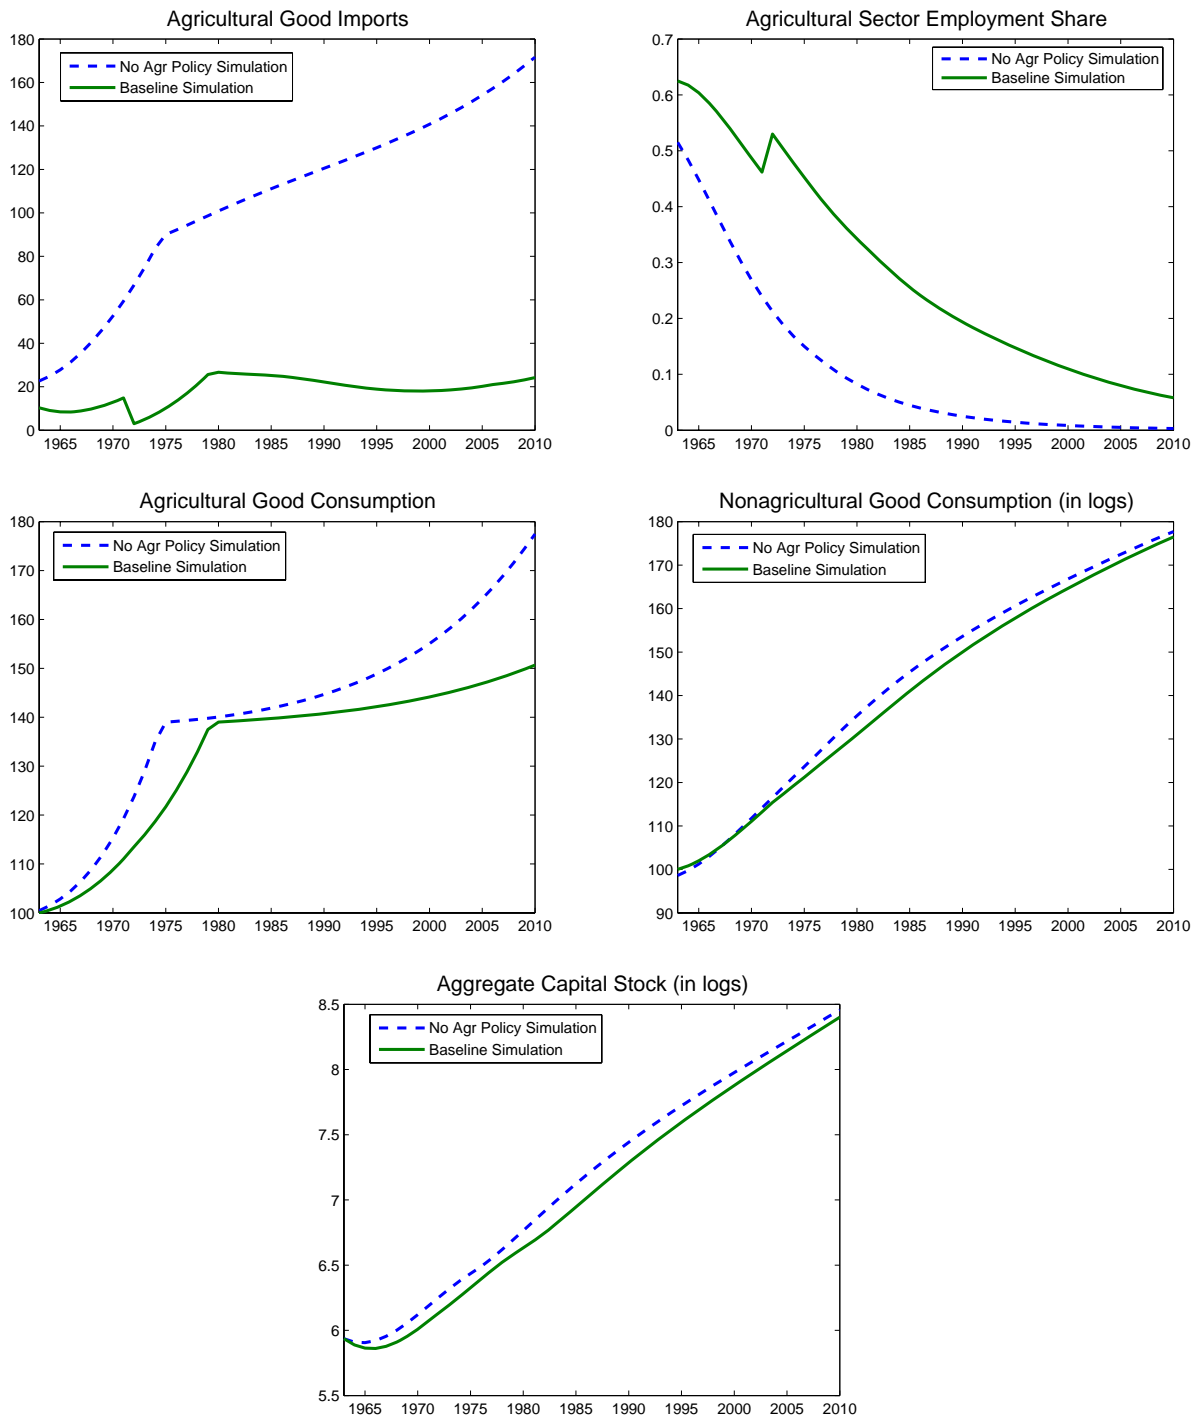 Agricultural Good Imports
180
160
140
120
100
80
60
40
20
0
No Agr Policy Simulation
Baseline Simulation
1965 1970 1975 1980 1985 1990 1995 2000 2005 2010
Agricultural Sector Employment Share
0.7
0.6
0.5
0.4
0.3
0.2
0.1
0
No Agr Policy Simulation
Baseline Simulation
1965 1970 1975 1980 1985 1990 1995 2000 2005 2010
Agricultural Good Consumption
180
170
160
150
140
130
120
110
100
No Agr Policy Simulation
Baseline Simulation
1965 1970 1975 1980 1985 1990 1995 2000 2005 2010
Nonagricultural Good Consumption (in logs)
180
170
160
150
140
130
120
110
100
90
No Agr Policy Simulation
Baseline Simulation
1965 1970 1975 1980 1985 1990 1995 2000 2005 2010
Aggregate Capital Stock (in logs)
8.5
8
7.5
7
6.5
6
5.5
No Agr Policy Simulation
Baseline Simulation
1965 1970 1975 1980 1985 1990 1995 2000 2005 2010